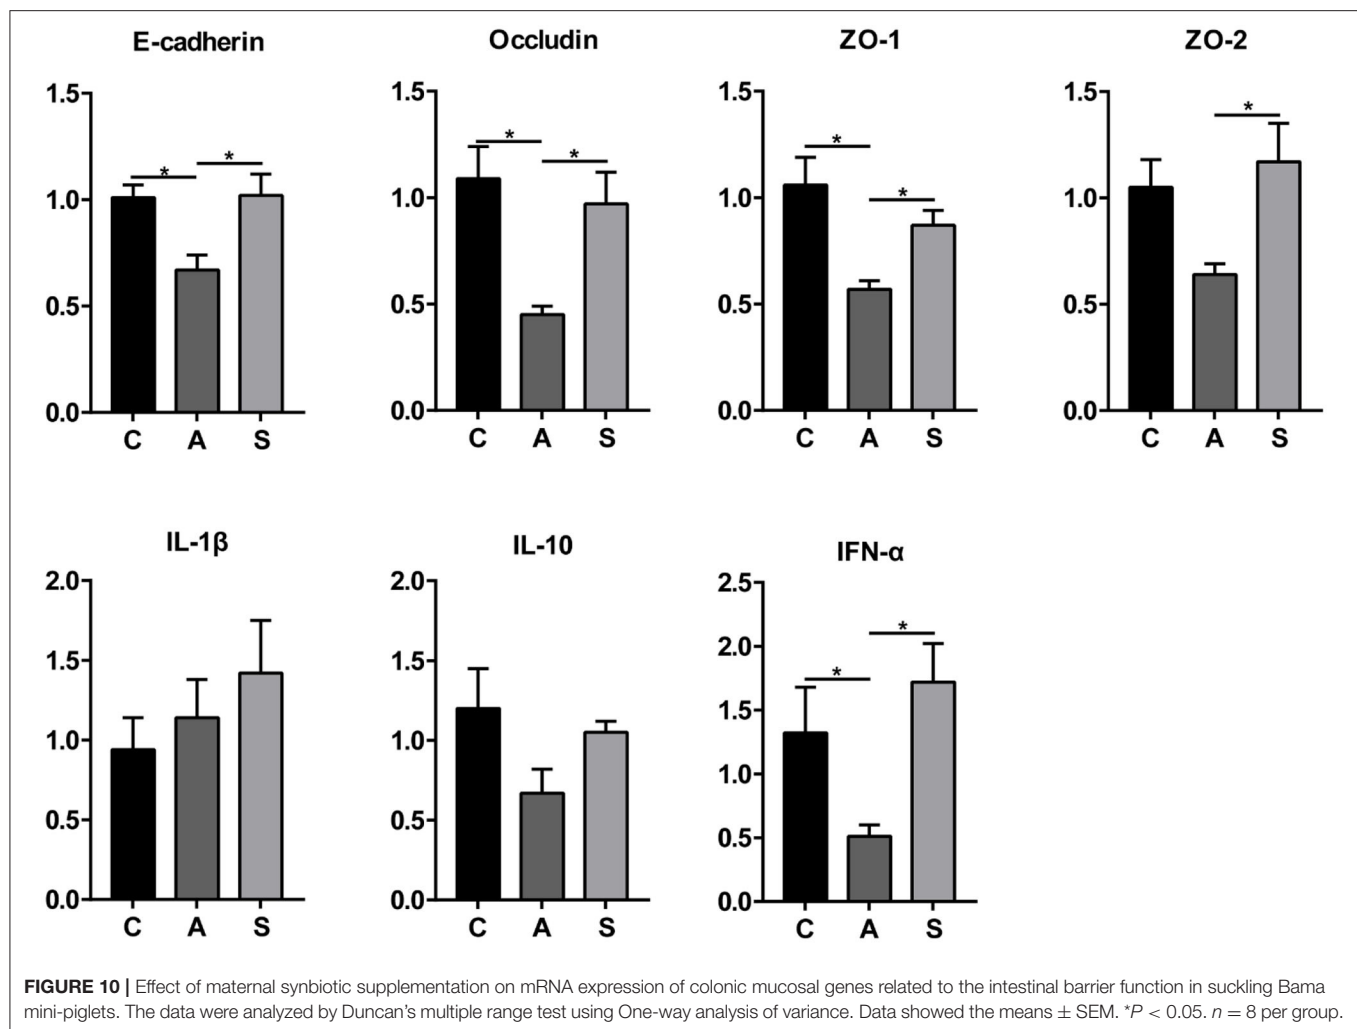 E-cadherin Occludin ZO-1 ZO-2
1.5 1.5 1.5 1.5
* * * * * * *
1.0 1.0 1.0 1.0
0.5 0.5 0.5 0.5
0.0 0.0 0.0 0.0
C A S C A S C A S C A S
IL-1β IL-10 IFN-α
2.0 2.0 2.5
1.5 1.5 2.0
* *
1.0 1.0 1.5
0.5 0.5 1.0
0.0 0.0 0.5
0.0
C A S C A S C A S
FIGURE 10 | Effect of maternal synbiotic supplementation on mRNA expression of colonic mucosal genes related to the intestinal barrier function in suckling Bama
mini-piglets. The data were analyzed by Duncan's multiple range test using One-way analysis of variance. Data showed the means ± SEM. *P < 0.05. n = 8 per group.